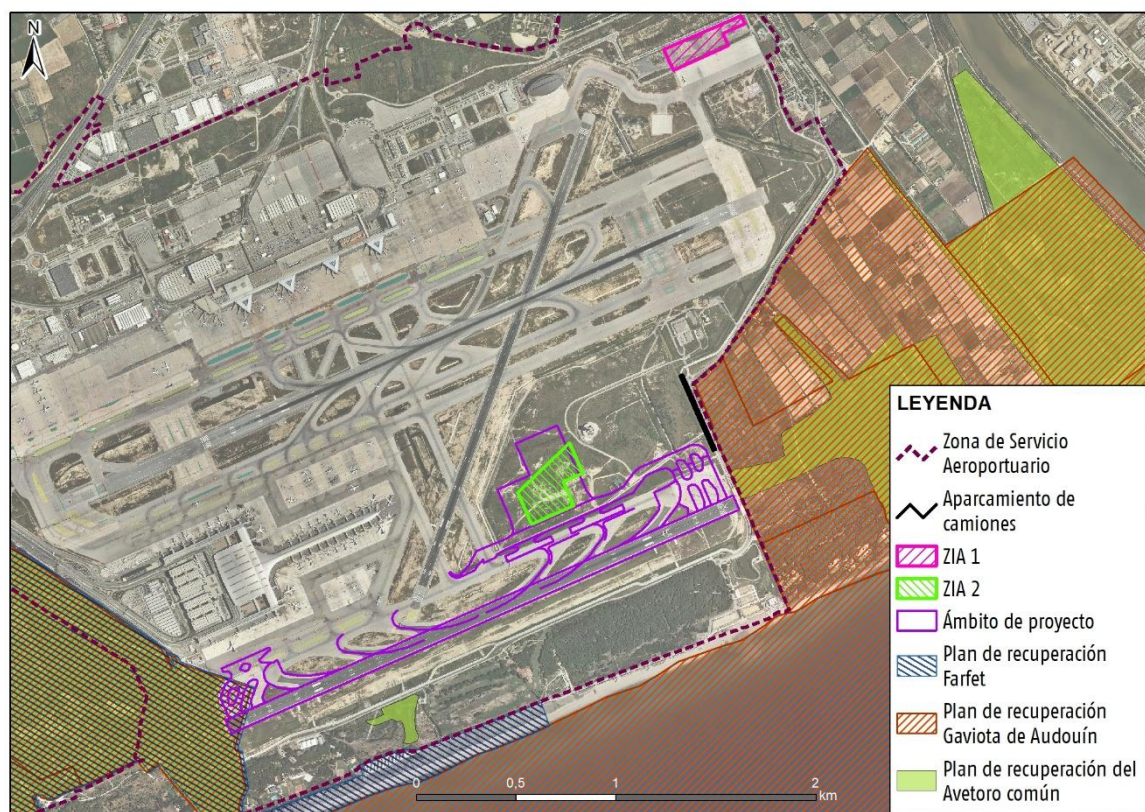 N
LEYENDA
Zona de Servicio
Aeroportuario
Aparcamiento de
camiones
ZIA 1
ZIA 2
Ámbito de proyecto
Plan de recuperación
Farfet
Plan de recuperación
Gaviota de Audouín
Plan de recuperación del
Avetoro común
0 0,5 1 2
km